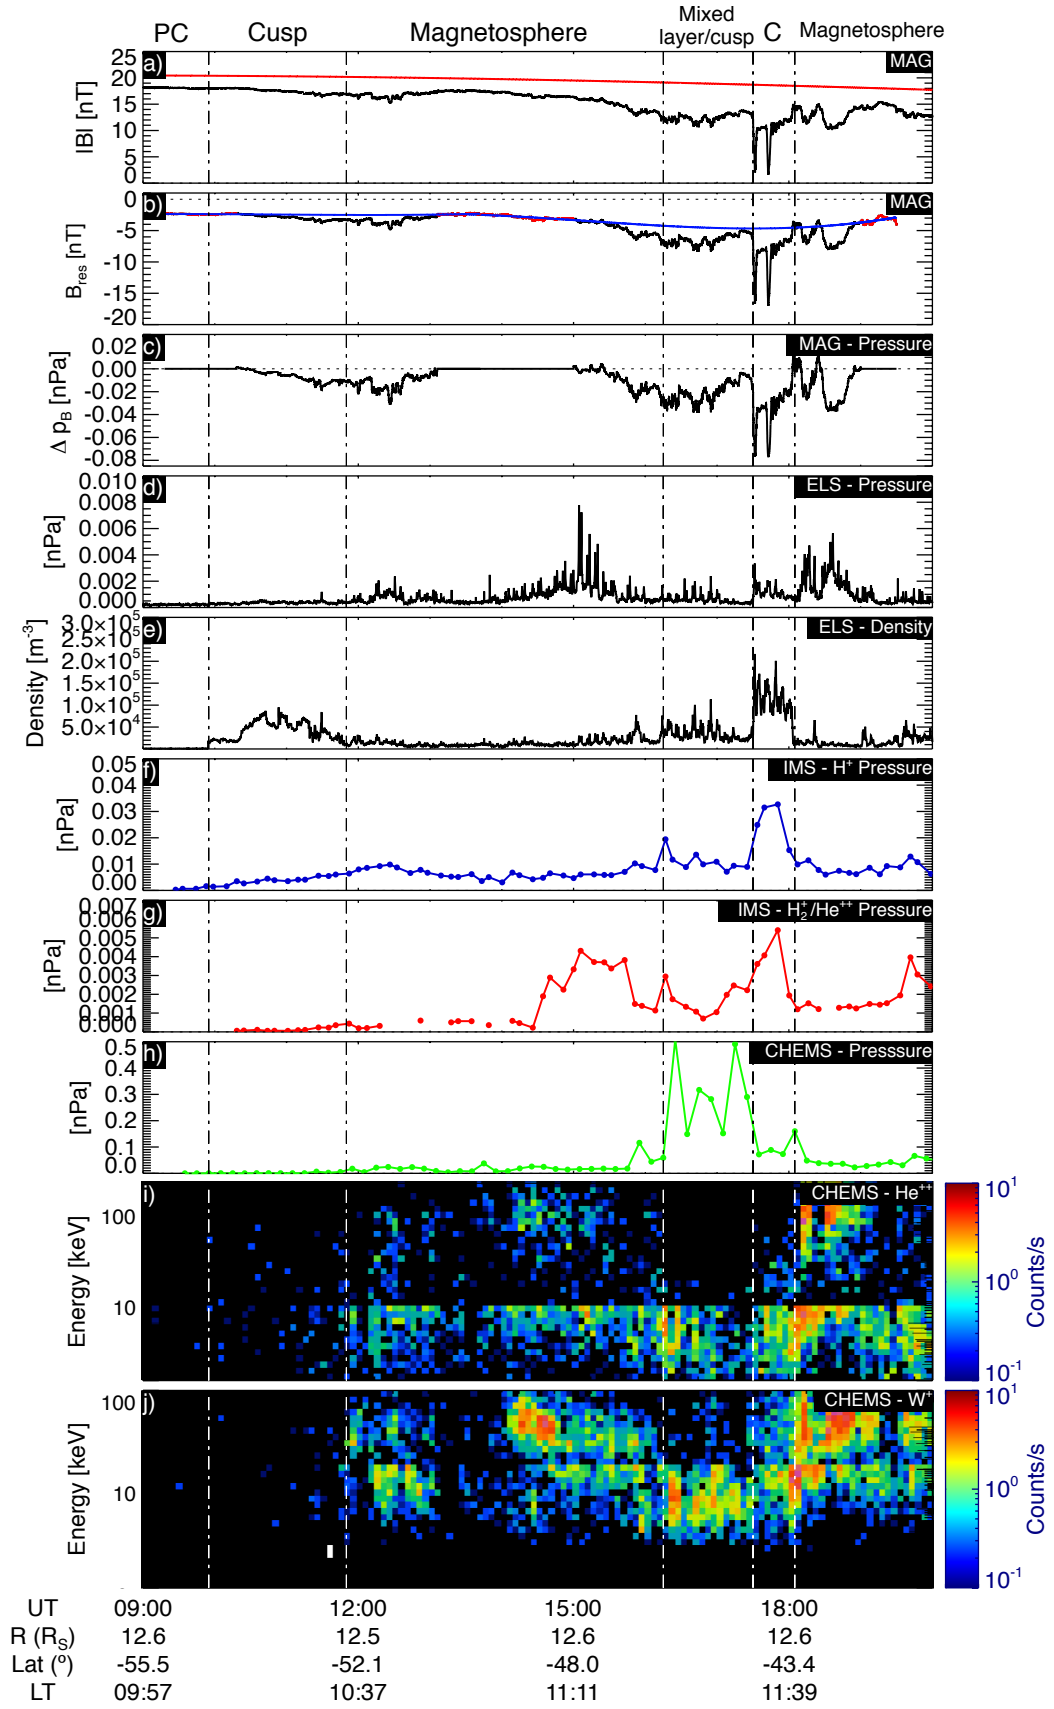 PC Cusp Magnetosphere Mixed layer/cusp C Magnetosphere
a) MAG
|B| [nT]
25
20
15
10
5
0
b) MAG
B_res [nT]
0
-5
-10
-15
-20
c) MAG - Pressure
Δ p_B [nPa]
0.02
0.00
-0.02
-0.04
-0.06
-0.08
d) ELS - Pressure
[nPa]
0.010
0.008
0.006
0.004
0.002
0.000
e) ELS - Density
Density [m^-3]
3.0×10^5
2.5×10^5
2.0×10^5
1.5×10^5
1.0×10^5
5.0×10^4
f) IMS - H^+ Pressure
[nPa]
0.05
0.04
0.03
0.02
0.01
0.00
g) IMS - H_2^+/He^++ Pressure
[nPa]
0.007
0.006
0.005
0.004
0.003
0.002
0.001
0.000
h) CHEMS - Presssure
[nPa]
0.5
0.4
0.3
0.2
0.1
0.0
i) CHEMS - He^++
Energy [keV]
100
10
10^1
10^0
10^-1
Counts/s
j) CHEMS - W^+
Energy [keV]
100
10
10^1
10^0
10^-1
Counts/s
UT 09:00 12:00 15:00 18:00
R (R_S) 12.6 12.5 12.6 12.6
Lat (º) -55.5 -52.1 -48.0 -43.4
LT 09:57 10:37 11:11 11:39